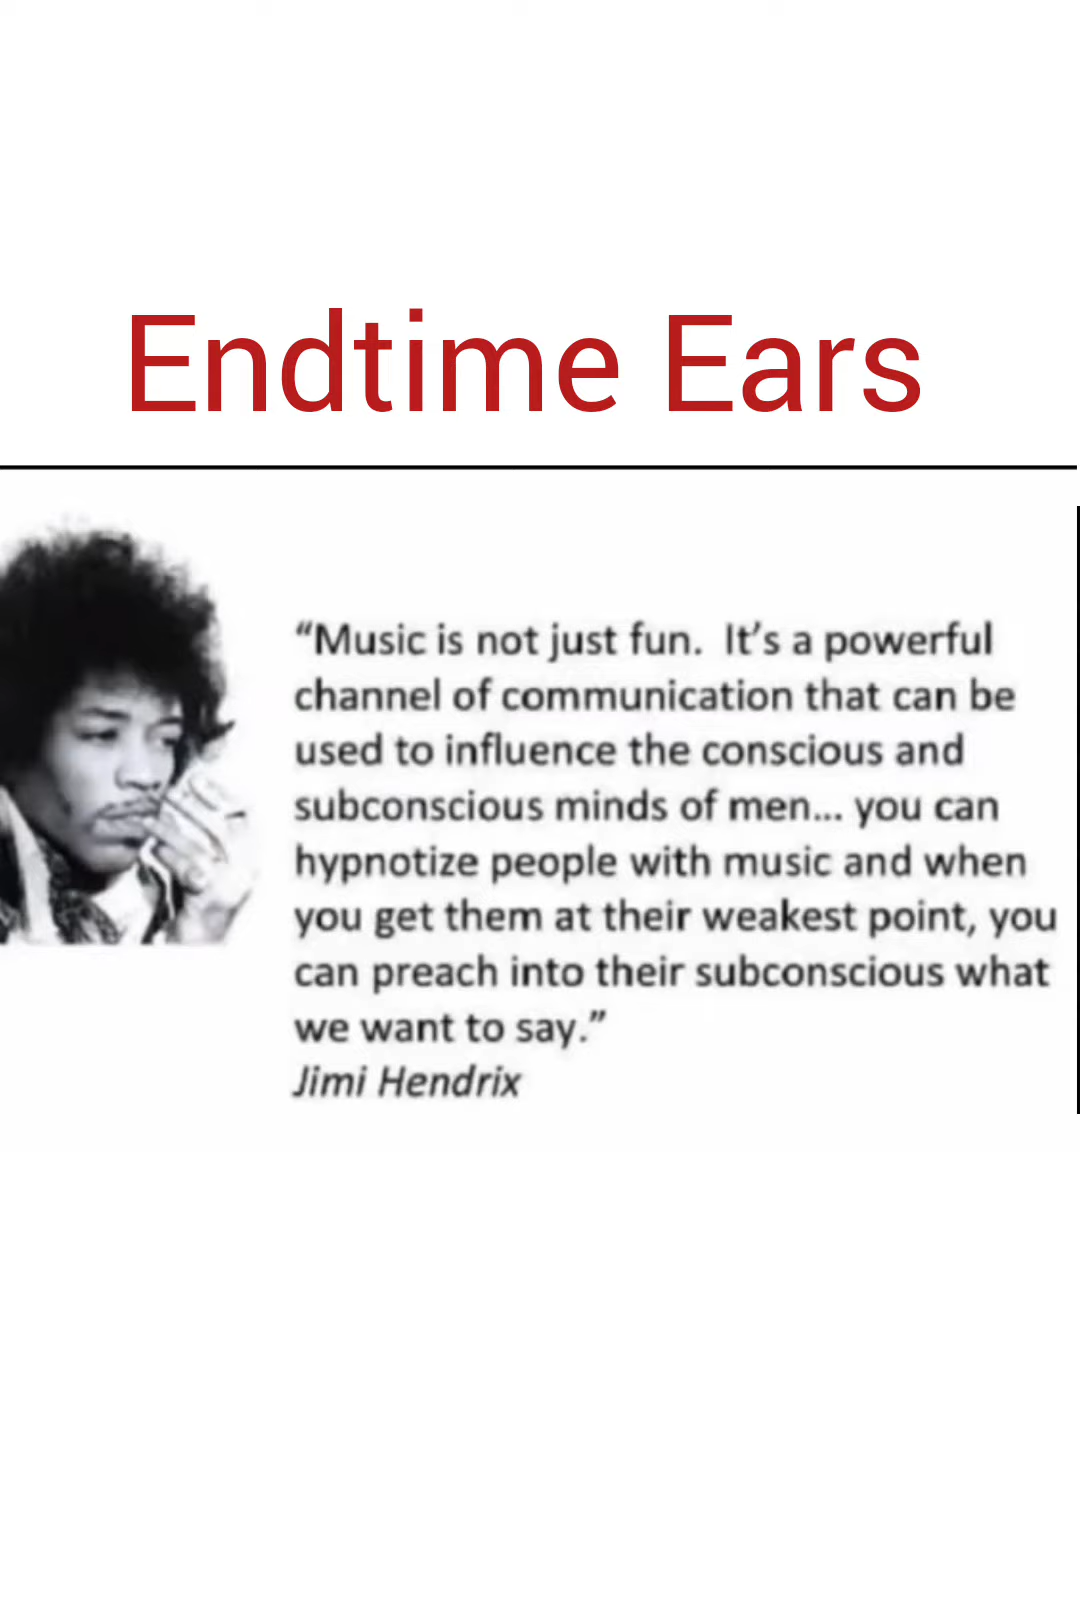 Endtime Ears
“Music is not just fun.  It’s a powerful
channel of communication that can be
used to influence the conscious and
subconscious minds of men... you can
hypnotize people with music and when
you get them at their weakest point, you
can preach into their subconscious what
we want to say.”
Jimi Hendrix